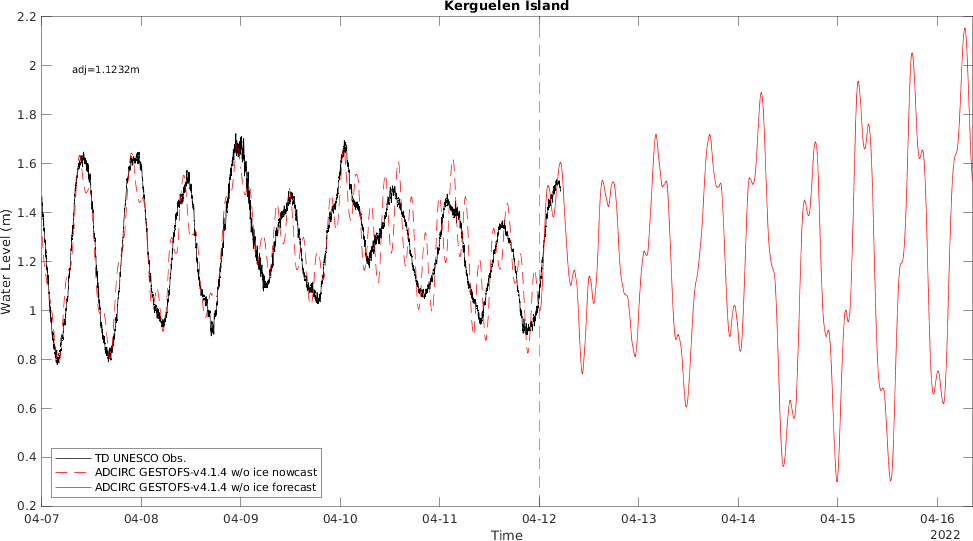 Kerguelen Island
2.2
2
1.8
1.6
1.4
1.2
1
0.8
0.6
0.4
0.2
Water Level (m)
adj=1.1232m
TD UNESCO Obs.
ADCIRC GESTOFS-v4.1.4 w/o ice nowcast
ADCIRC GESTOFS-v4.1.4 w/o ice forecast
04-07 04-08 04-09 04-10 04-11 04-12 04-13 04-14 04-15 04-16
Time
2022